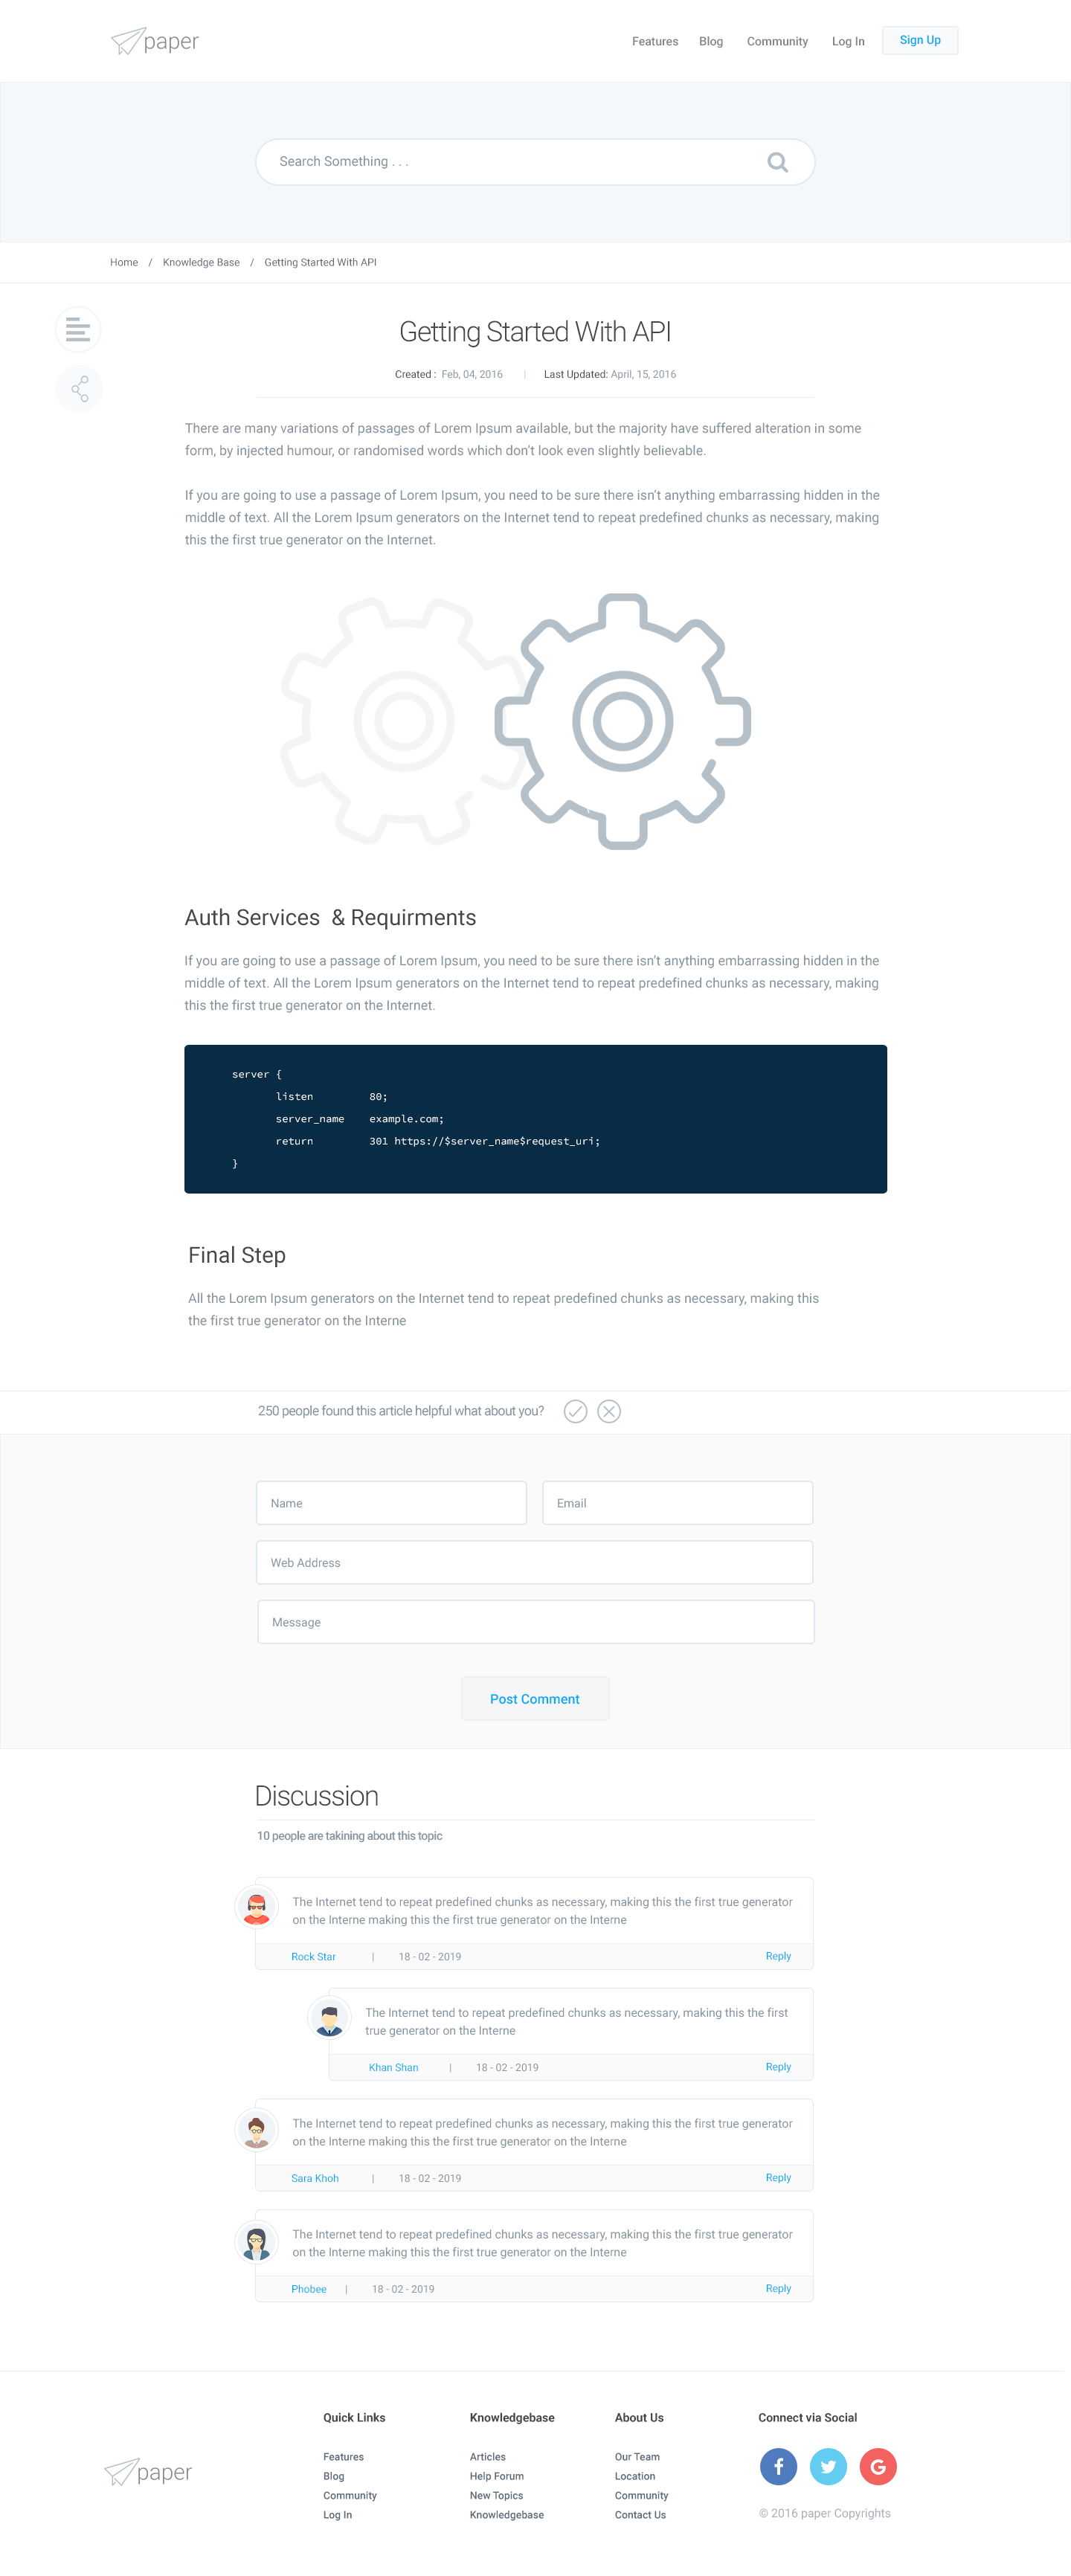 paper
Features Blog Community Log In Sign Up
Search Something . . .
Home / Knowledge Base / Getting Started With API
Getting Started With API
Created : Feb, 04, 2016 | Last Updated: April, 15, 2016
There are many variations of passages of Lorem Ipsum available, but the majority have suffered alteration in some
form, by injected humour, or randomised words which don’t look even slightly believable.
If you are going to use a passage of Lorem Ipsum, you need to be sure there isn’t anything embarrassing hidden in the
middle of text. All the Lorem Ipsum generators on the Internet tend to repeat predefined chunks as necessary, making
this the first true generator on the Internet.
Auth Services & Requirments
If you are going to use a passage of Lorem Ipsum, you need to be sure there isn’t anything embarrassing hidden in the
middle of text. All the Lorem Ipsum generators on the Internet tend to repeat predefined chunks as necessary, making
this the first true generator on the Internet.
server {
listen 80;
server_name example.com;
return 301 https://$server_name$request_uri;
}
Final Step
All the Lorem Ipsum generators on the Internet tend to repeat predefined chunks as necessary, making this
the first true generator on the Interne
250 people found this article helpful what about you?
Name Email
Web Address
Message
Post Comment
Discussion
10 people are takining about this topic
The Internet tend to repeat predefined chunks as necessary, making this the first true generator
on the Interne making this the first true generator on the Interne
Rock Star | 18 - 02 - 2019 Reply
The Internet tend to repeat predefined chunks as necessary, making this the first
true generator on the Interne
Khan Shan | 18 - 02 - 2019 Reply
The Internet tend to repeat predefined chunks as necessary, making this the first true generator
on the Interne making this the first true generator on the Interne
Sara Khoh | 18 - 02 - 2019 Reply
The Internet tend to repeat predefined chunks as necessary, making this the first true generator
on the Interne making this the first true generator on the Interne
Phobee | 18 - 02 - 2019 Reply
paper
Quick Links
Features
Blog
Community
Log In
Knowledgebase
Articles
Help Forum
New Topics
Knowledgebase
About Us
Our Team
Location
Community
Contact Us
Connect via Social
f G
© 2016 paper Copyrights